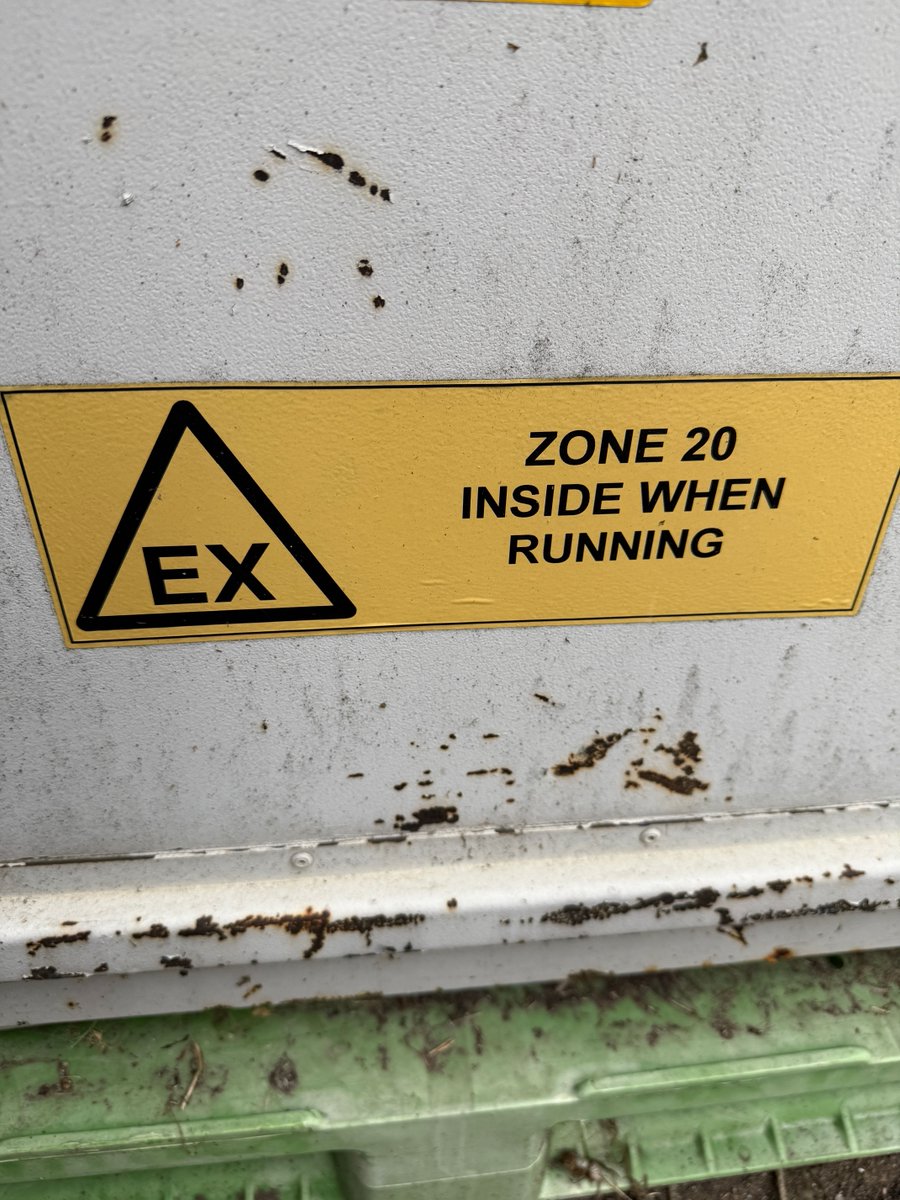 EX
ZONE 20
INSIDE WHEN
RUNNING